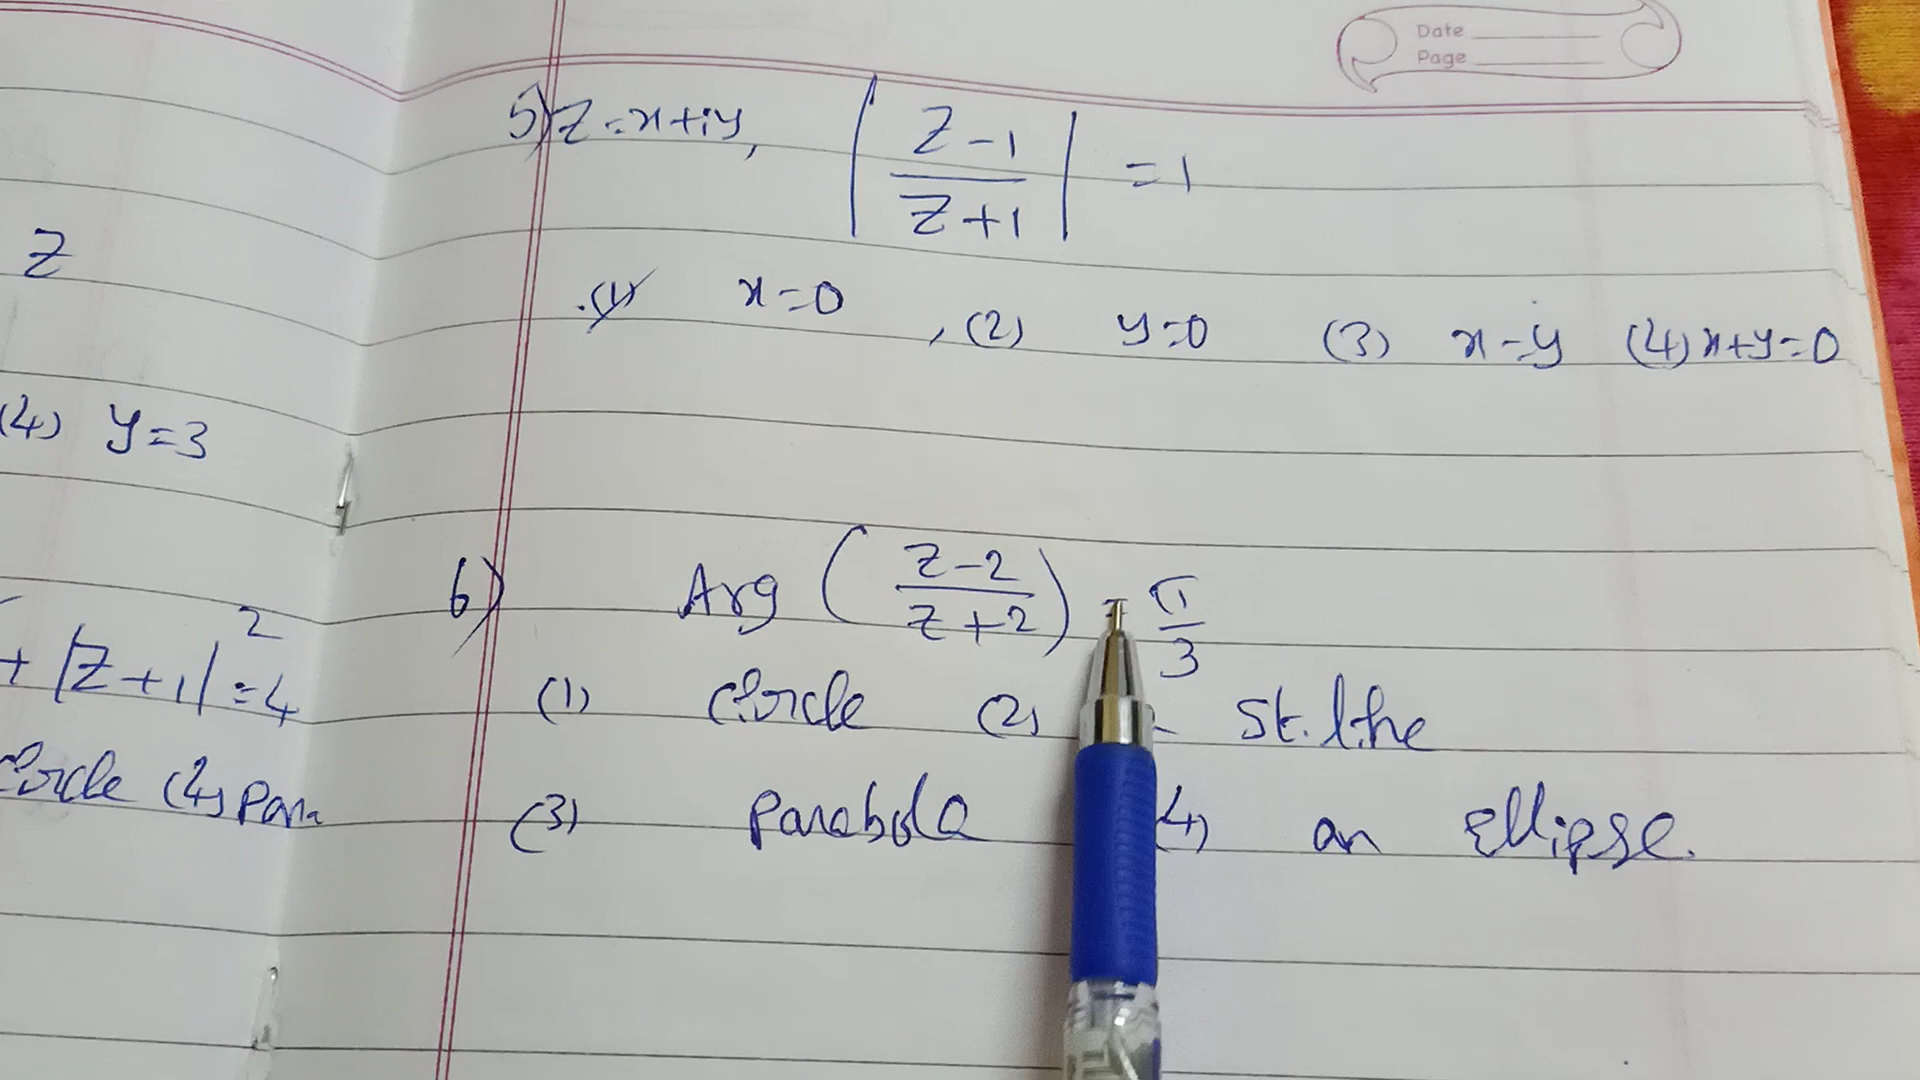 Date
Page
5) Z=x+iy, | Z-1 / Z+1 | =1
Z
(1) x=0 , (2) y=0 (3) x=y (4) x+y=0
(4) y=3
6) Arg ( Z-2 / Z+2 ) = π/3
+ |Z+1|² = 4
(1) Circle (2) St. line
Circle (2) Para
(3) Parabola (4) an Ellipse.